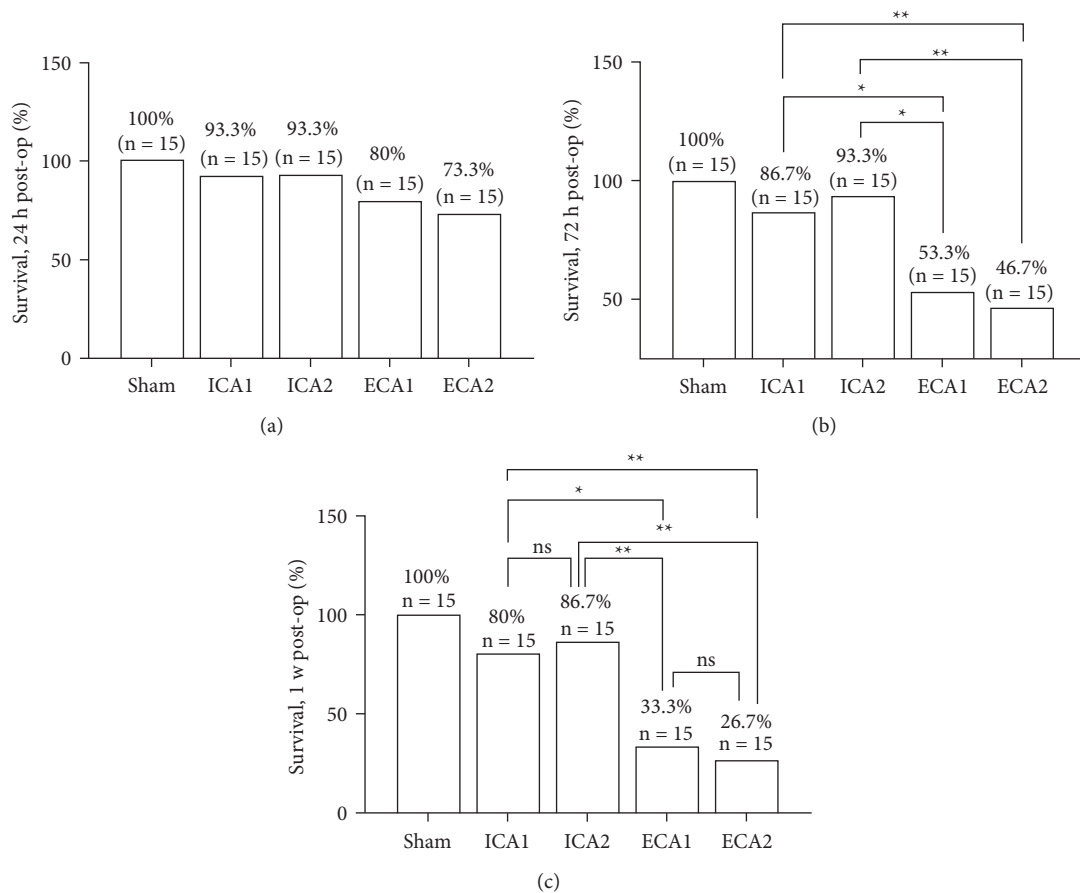 Survival, 24 h post-op (%)
150
100
50
0
100%
(n = 15)
93.3%
(n = 15)
93.3%
(n = 15)
80%
(n = 15)
73.3%
(n = 15)
Sham ICA1 ICA2 ECA1 ECA2
(a)
Survival, 72 h post-op (%)
150
100
50
**
**
*
*
100%
(n = 15)
86.7%
(n = 15)
93.3%
(n = 15)
53.3%
(n = 15)
46.7%
(n = 15)
Sham ICA1 ICA2 ECA1 ECA2
(b)
Survival, 1 w post-op (%)
150
100
50
0
**
*
**
ns
**
ns
100%
n = 15
80%
n = 15
86.7%
n = 15
33.3%
n = 15
26.7%
n = 15
Sham ICA1 ICA2 ECA1 ECA2
(c)